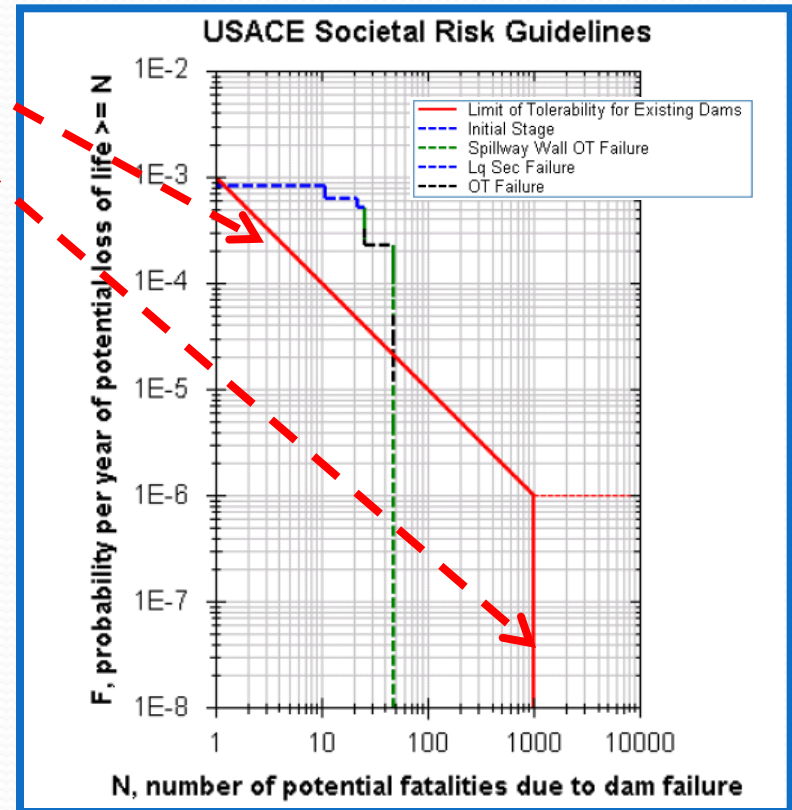 USACE Societal Risk Guidelines
F, probability per year of potential loss of life >= N
1E-2
1E-3
1E-4
1E-5
1E-6
1E-7
1E-8
Limit of Tolerability for Existing Dams
Initial Stage
Spillway Wall OT Failure
Lq Sec Failure
OT Failure
1 10 100 1000 10000
N, number of potential fatalities due to dam failure